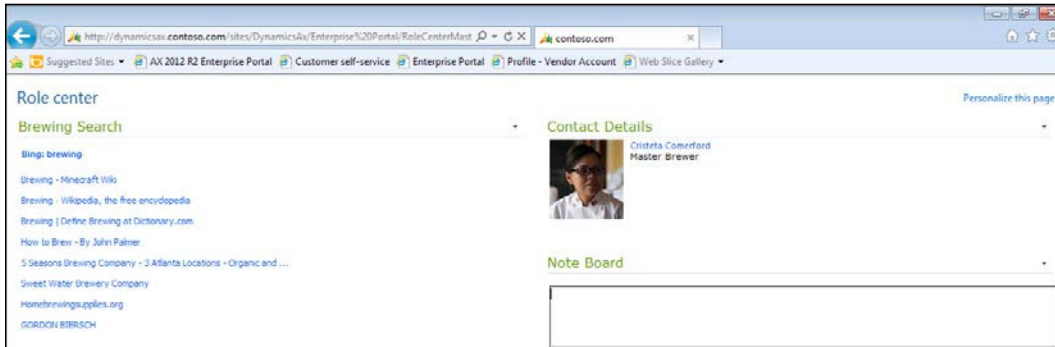 http://dynamicsax.contoso.com/sites/DynamicsAx/Enterprise%20Portal/RoleCenterMast
contoso.com
Suggested Sites
AX 2012 R2 Enterprise Portal
Customer self-service
Enterprise Portal
Profile - Vendor Account
Web Slice Gallery
Role center
Personalize this page
Brewing Search
Bing: brewing
Brewing - Minecraft Wiki
Brewing - Wikipedia, the free encyclopedia
Brewing | Define Brewing at Dictionary.com
How to Brew - By John Palmer
5 Seasons Brewing Company - 3 Atlanta Locations - Organic and ...
Sweet Water Brewery Company
Homebrewingsupplies.org
GORDON BIERSCH
Contact Details
Cristeta Comerford
Master Brewer
Note Board